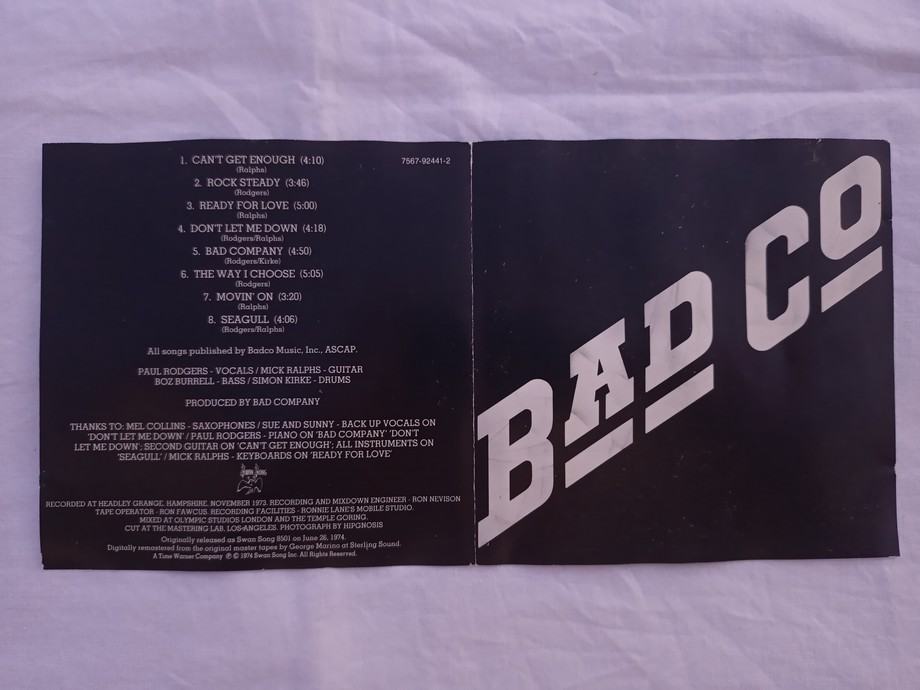 1. CAN'T GET ENOUGH (4:10)
(Ralphs)
7567-92441-2
2. ROCK STEADY (3:46)
(Rodgers)
3. READY FOR LOVE (5:00)
(Ralphs)
4. DON'T LET ME DOWN (4:18)
(Rodgers/Ralphs)
5. BAD COMPANY (4:50)
(Rodgers/Kirke)
6. THE WAY I CHOOSE (5:05)
(Rodgers)
7. MOVIN' ON (3:20)
(Ralphs)
8. SEAGULL (4:06)
(Rodgers/Ralphs)
All songs published by Badco Music, Inc., ASCAP.
PAUL RODGERS - VOCALS / MICK RALPHS - GUITAR
BOZ BURRELL - BASS / SIMON KIRKE - DRUMS
PRODUCED BY BAD COMPANY
THANKS TO: MEL COLLINS - SAXOPHONES / SUE AND SUNNY - BACK UP VOCALS ON
'DON'T LET ME DOWN' / PAUL RODGERS - PIANO ON 'BAD COMPANY' 'DON'T
LET ME DOWN'; SECOND GUITAR ON 'CAN'T GET ENOUGH'; ALL INSTRUMENTS ON
'SEAGULL' / MICK RALPHS - KEYBOARDS ON 'READY FOR LOVE'
SWAN SONG
RECORDED AT HEADLEY GRANGE, HAMPSHIRE, NOVEMBER 1973. RECORDING AND MIXDOWN ENGINEER - RON NEVISON
TAPE OPERATOR - RON FAWCUS. RECORDING FACILITIES - RONNIE LANE'S MOBILE STUDIO.
MIXED AT OLYMPIC STUDIOS LONDON AND THE TEMPLE GORING.
CUT AT THE MASTERING LAB, LOS-ANGELES. PHOTOGRAPH BY HIPGNOSIS
Originally released as Swan Song 8501 on June 26, 1974.
Digitally remastered from the original master tapes by George Marino at Sterling Sound.
A Time Warner Company ℗ © 1974 Swan Song Inc. All Rights Reserved.
BAD CO